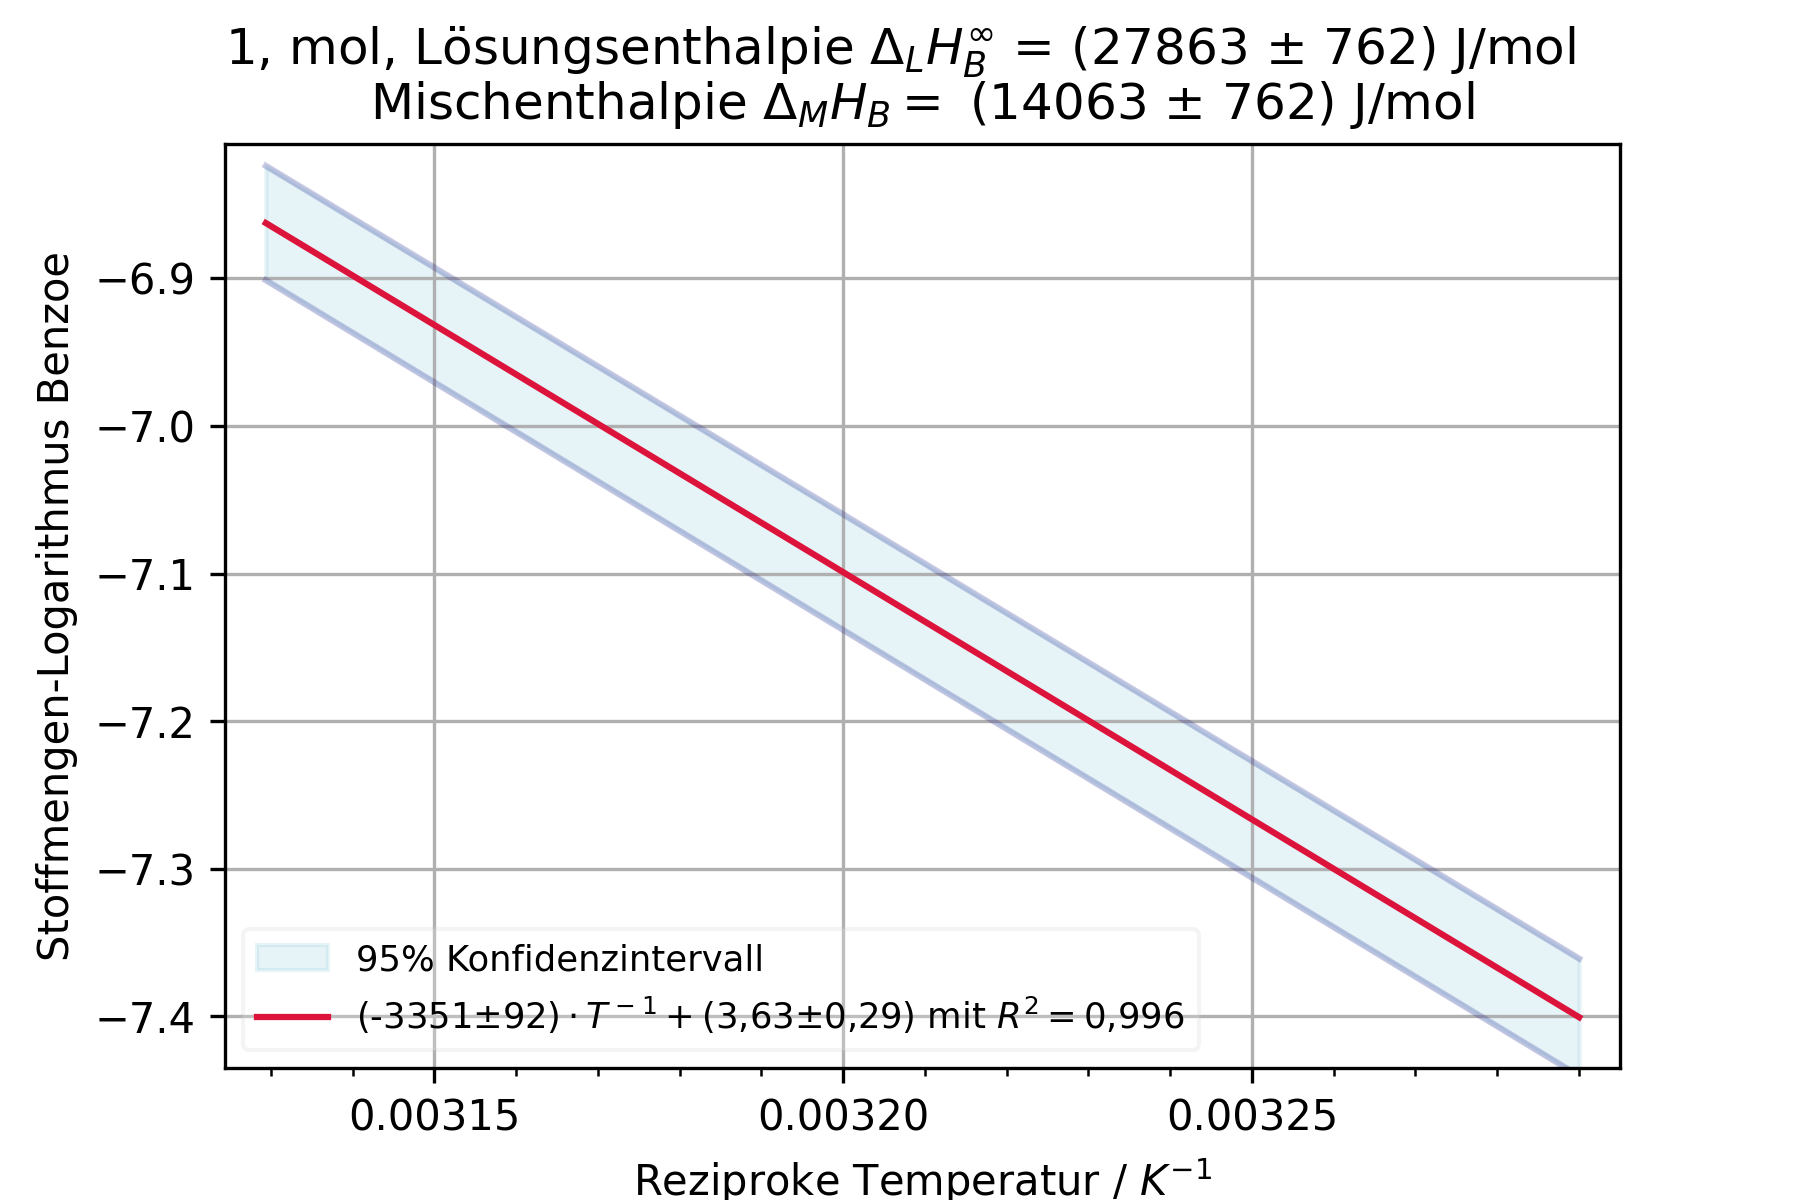 1, mol, Lösungsenthalpie Δ_L H_B^∞ = (27863 ± 762) J/mol
Mischenthalpie Δ_M H_B = (14063 ± 762) J/mol
Stoffmengen-Logarithmus Benzoe
−6.9
−7.0
−7.1
−7.2
−7.3
−7.4
95% Konfidenzintervall
(-3351±92) · T⁻¹ + (3,63±0,29) mit R² = 0,996
0.00315
0.00320
0.00325
Reziproke Temperatur / K⁻¹